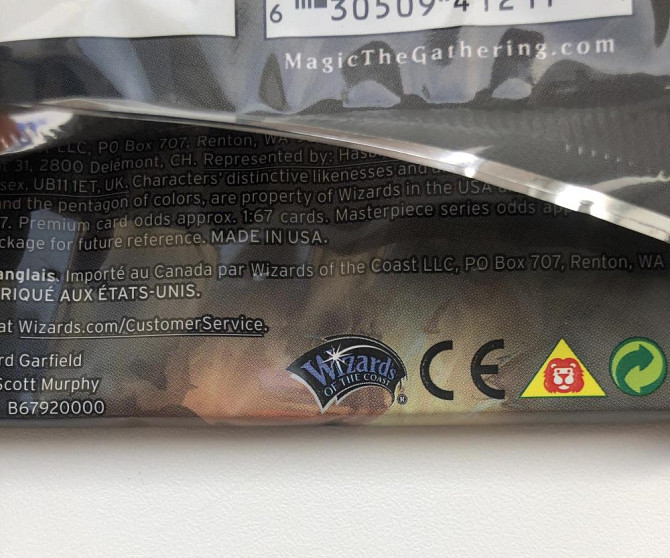 6 30509 41211
MagicTheGathering.com
LLC, PO Box 707, Renton, WA
31, 2800 Delémont, CH. Represented by: Hasb
sex, UB11 1ET, UK. Characters' distinctive likenesses and
and the pentagon of colors, are property of Wizards in the USA
7. Premium card odds approx. 1:67 cards. Masterpiece series odds app
ckage for future reference. MADE IN USA.
anglais. Importé au Canada par Wizards of the Coast LLC, PO Box 707, Renton, WA
RIQUÉ AUX ÉTATS-UNIS.
at Wizards.com/CustomerService.
rd Garfield
Scott Murphy
B67920000
Wizards
OF THE COAST
®
CE